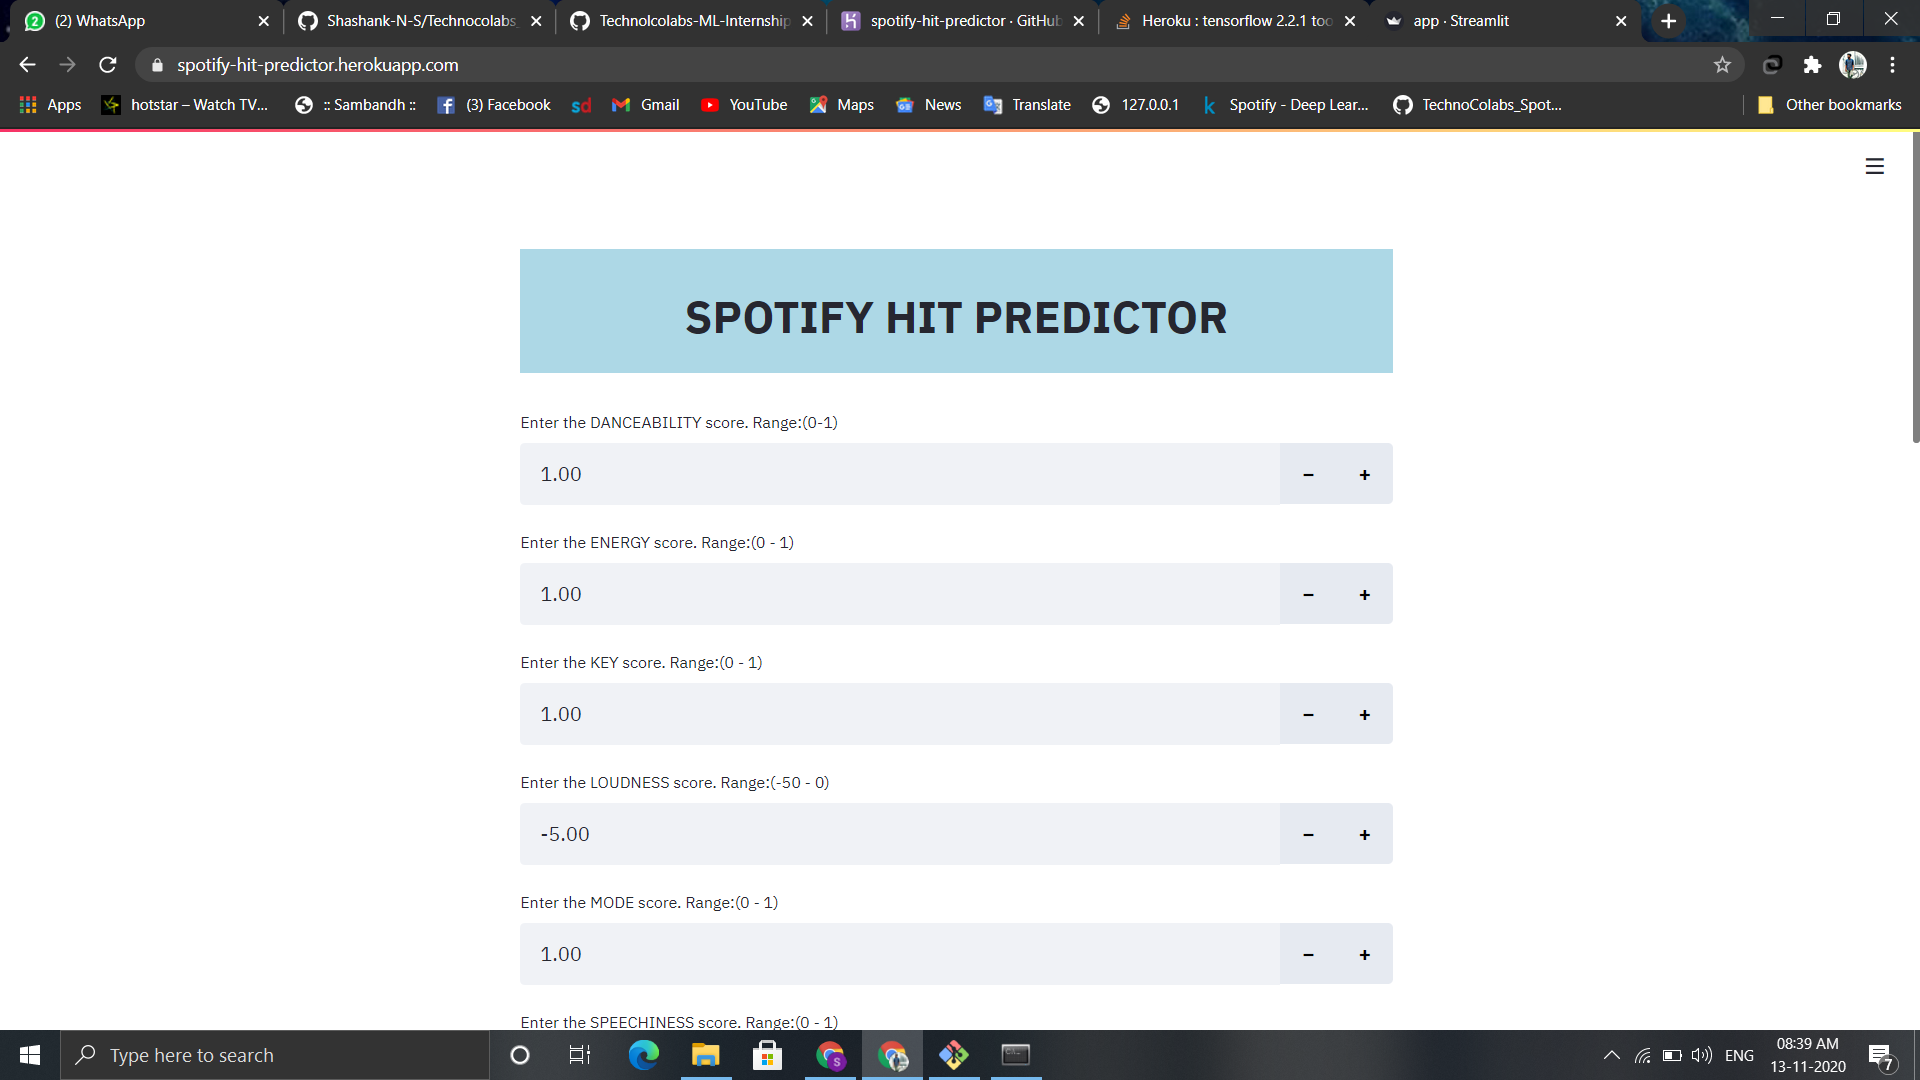 (2) WhatsApp
Shashank-N-S/Technocolabs_
Technolcolabs-ML-Internship
spotify-hit-predictor · GitHub
Heroku : tensorflow 2.2.1 too
app · Streamlit
spotify-hit-predictor.herokuapp.com
Apps
hotstar – Watch TV...
:: Sambandh ::
(3) Facebook
sd
Gmail
YouTube
Maps
News
Translate
127.0.0.1
k
Spotify - Deep Lear...
TechnoColabs_Spot...
Other bookmarks
SPOTIFY HIT PREDICTOR
Enter the DANCEABILITY score. Range:(0-1)
1.00
Enter the ENERGY score. Range:(0 - 1)
1.00
Enter the KEY score. Range:(0 - 1)
1.00
Enter the LOUDNESS score. Range:(-50 - 0)
-5.00
Enter the MODE score. Range:(0 - 1)
1.00
Enter the SPEECHINESS score. Range:(0 - 1)
Type here to search
ENG
08:39 AM
13-11-2020
7